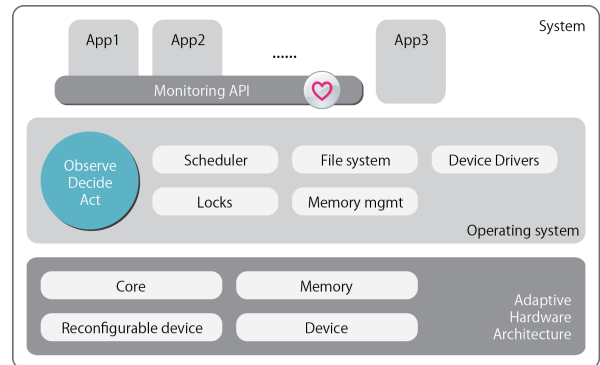 System
App1
App2
......
App3
Monitoring API
Observe
Decide
Act
Scheduler
File system
Device Drivers
Locks
Memory mgmt
Operating system
Core
Memory
Reconfigurable device
Device
Adaptive
Hardware
Architecture